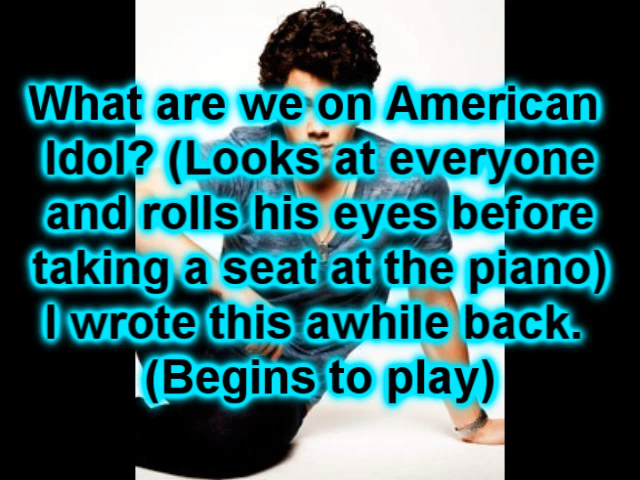 What are we on American
Idol? (Looks at everyone
and rolls his eyes before
taking a seat at the piano)
I wrote this awhile back.
(Begins to play)